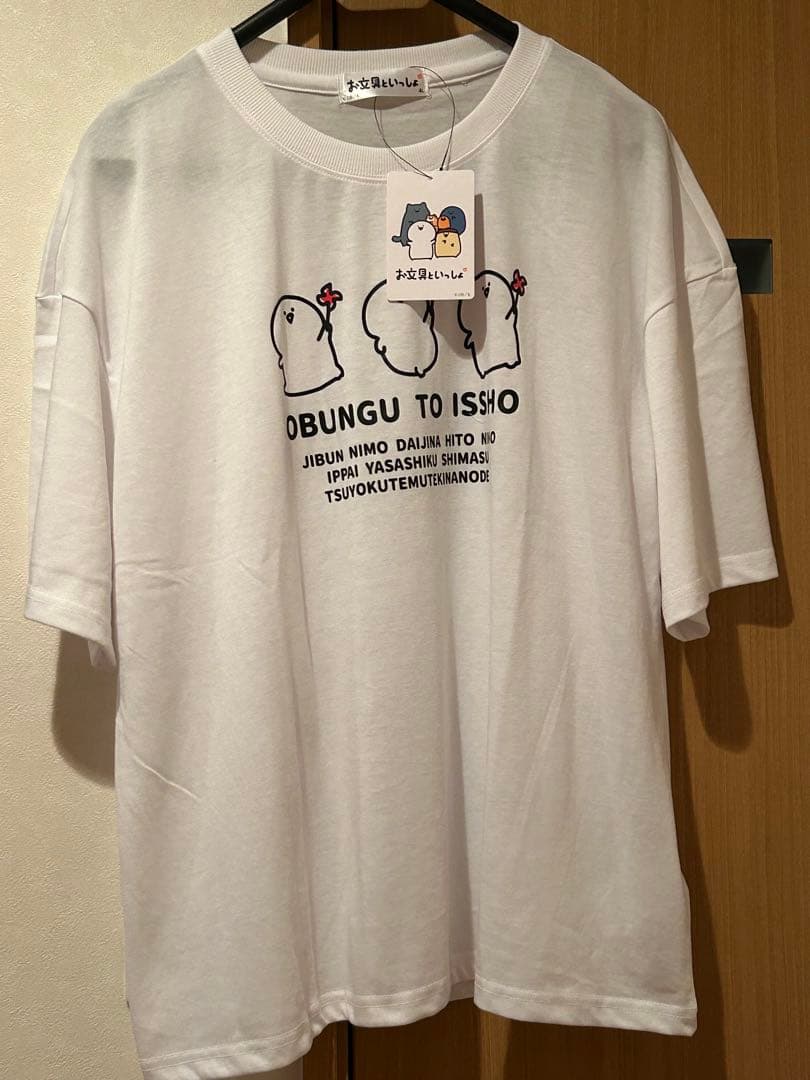 お文具といっしょ
お文具といっしょ
OBUNGU TO ISSHO
JIBUN NIMO DAIJINA HITO NIMO
IPPAI YASASHIKU SHIMASU
TSUYOKUTEMUTEKINANODE